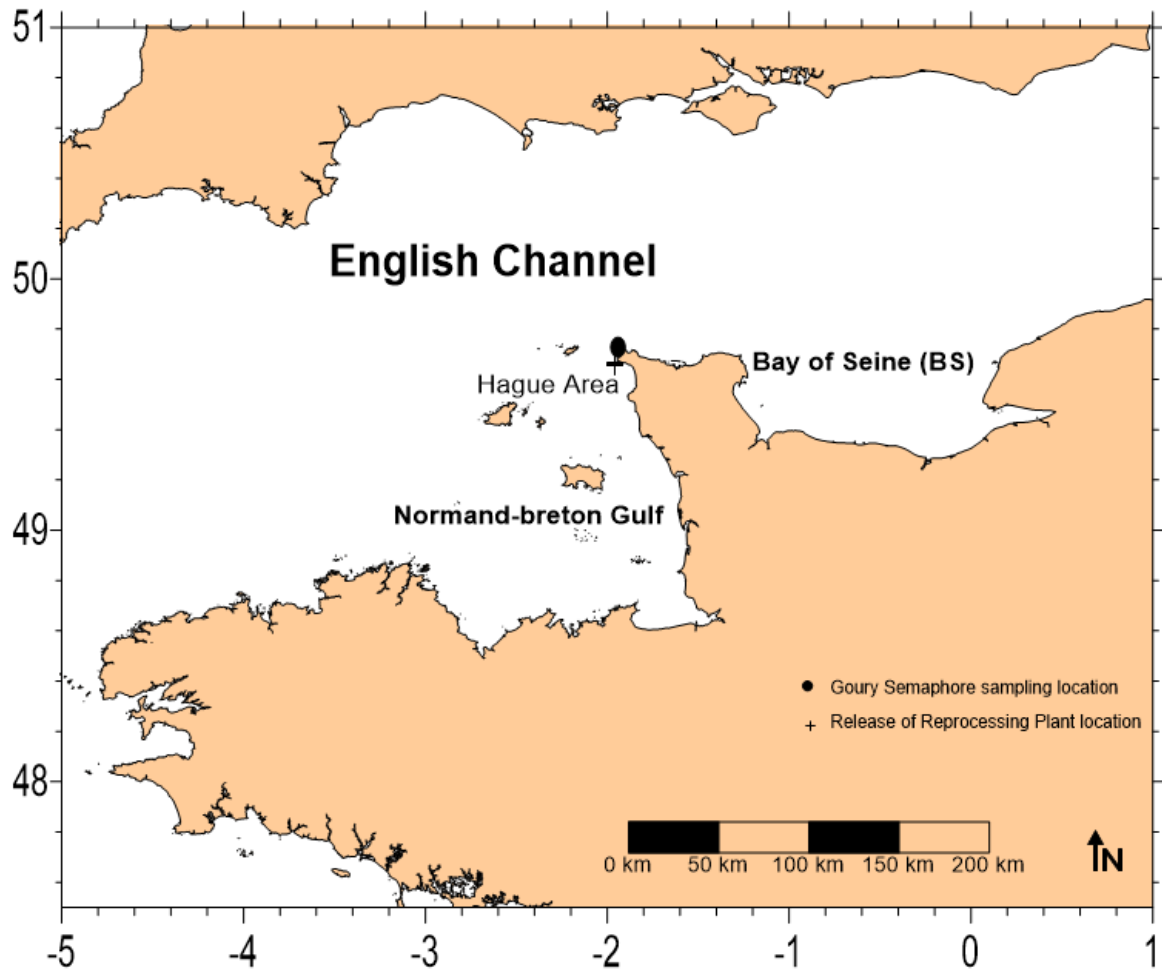 51
English Channel
50
Bay of Seine (BS)
Hague Area
Normand-breton Gulf
49
Goury Semaphore sampling location
Release of Reprocessing Plant location
48
0 km 50 km 100 km 150 km 200 km
N
-5 -4 -3 -2 -1 0 1